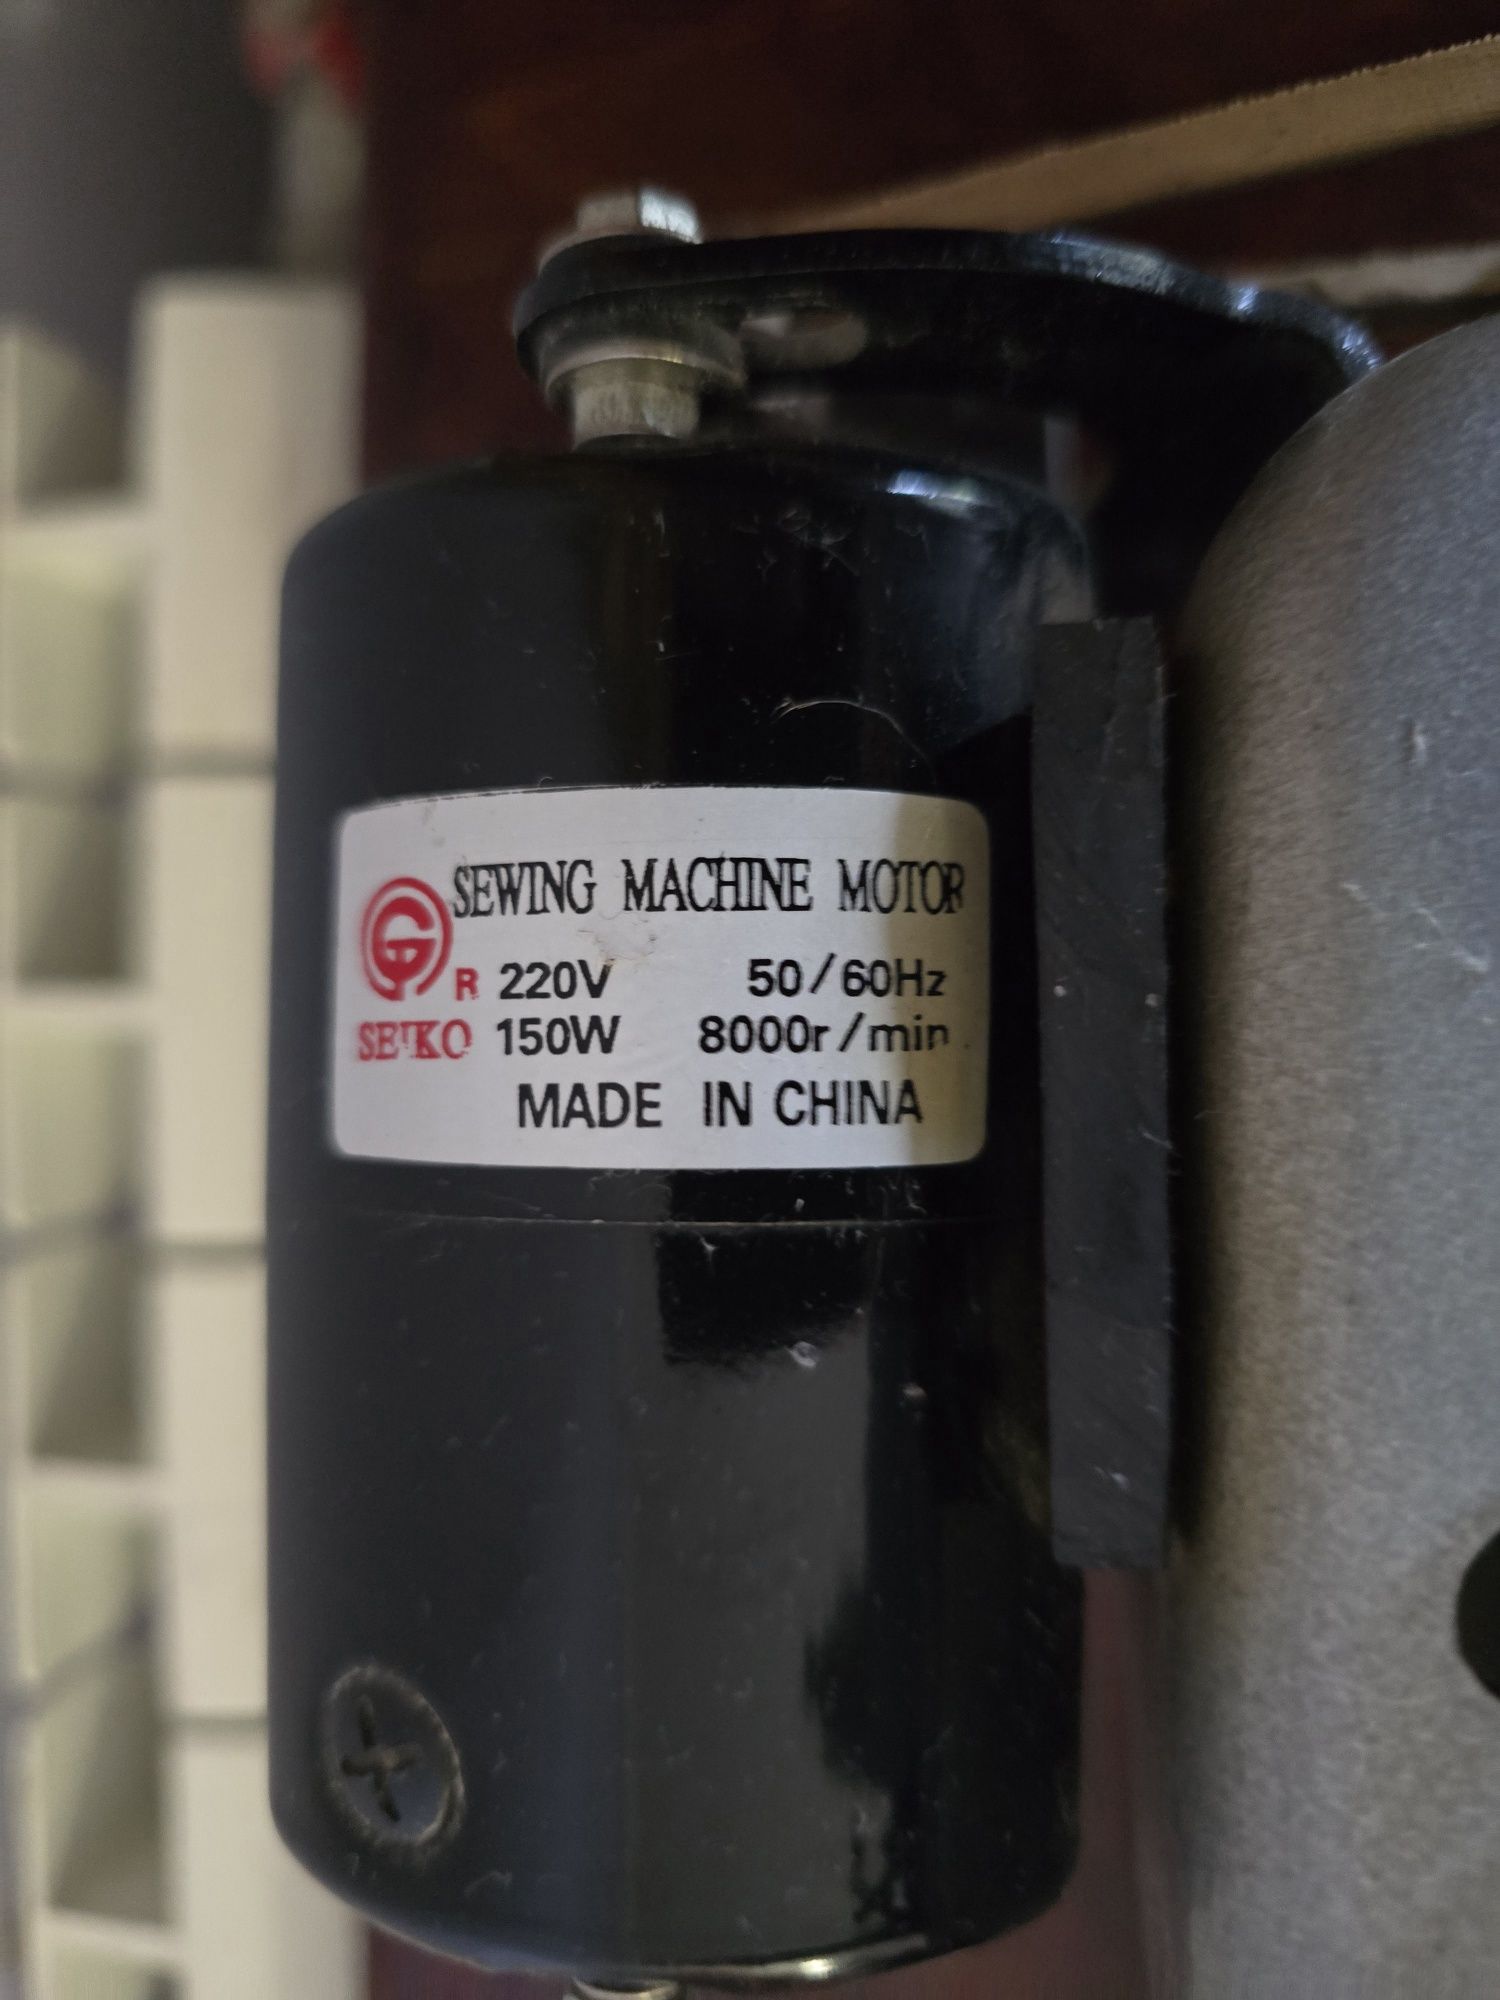 SEWING MACHINE MOTOR
R 220V 50/60Hz
SEIKO 150W 8000r/min
MADE IN CHINA